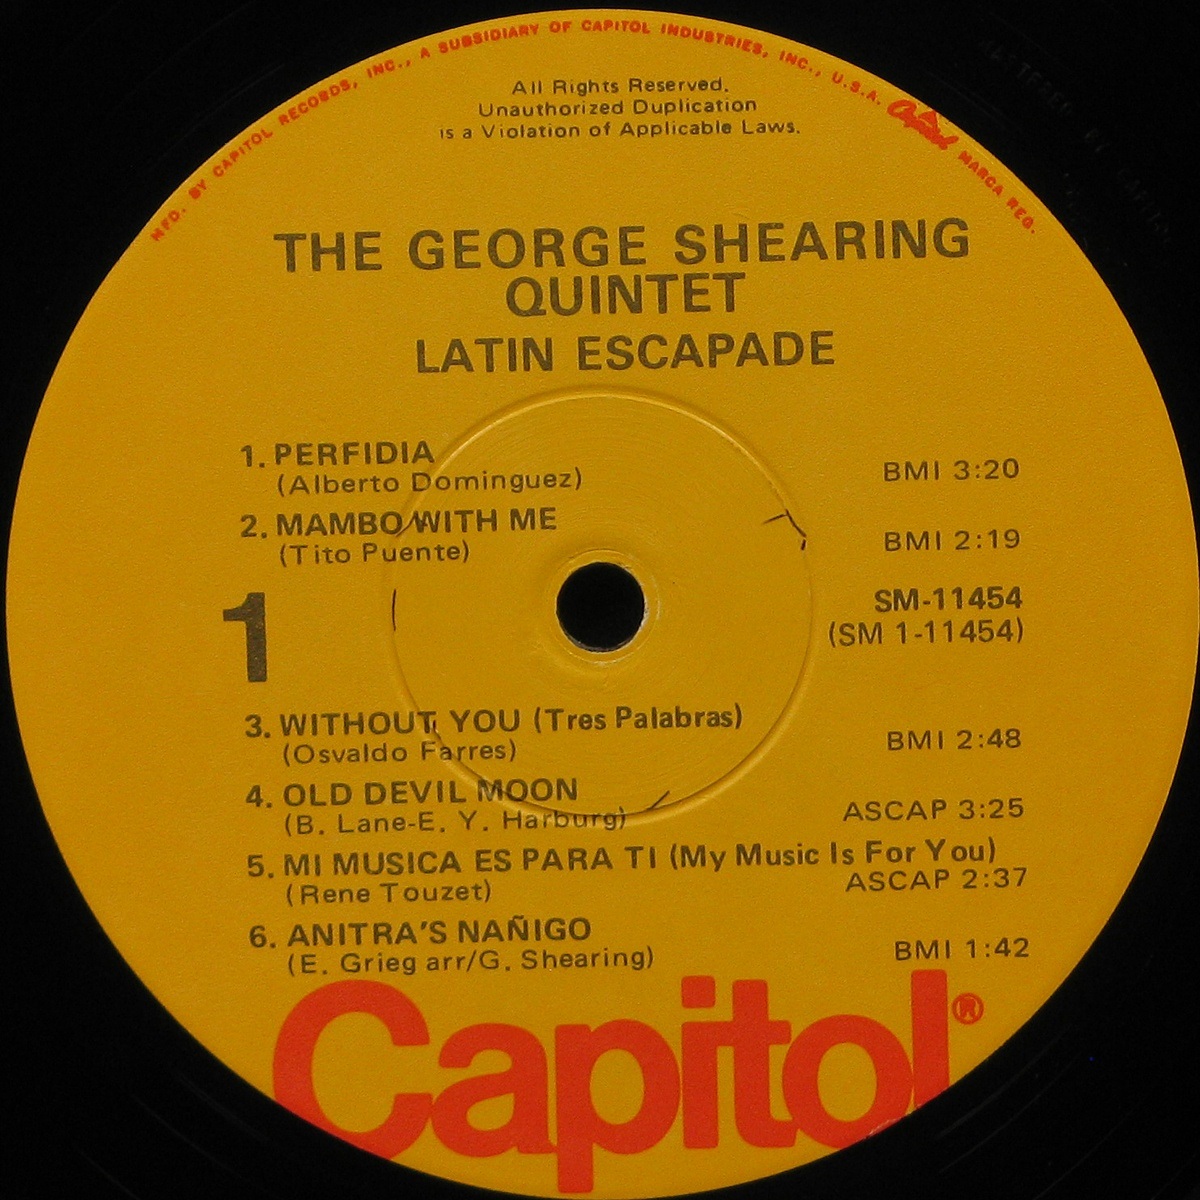 MFD. BY CAPITOL RECORDS, INC., A SUBSIDIARY OF CAPITOL INDUSTRIES, INC., U.S.A. Capitol MARCA REG.
All Rights Reserved.
Unauthorized Duplication
is a Violation of Applicable Laws.
THE GEORGE SHEARING
QUINTET
LATIN ESCAPADE
1. PERFIDIA
(Alberto Dominguez) BMI 3:20
2. MAMBO WITH ME
(Tito Puente) BMI 2:19
1
SM-11454
(SM 1-11454)
3. WITHOUT YOU (Tres Palabras)
(Osvaldo Farres) BMI 2:48
4. OLD DEVIL MOON
(B. Lane-E. Y. Harburg) ASCAP 3:25
5. MI MUSICA ES PARA TI (My Music Is For You)
(Rene Touzet) ASCAP 2:37
6. ANITRA'S NAÑIGO
(E. Grieg arr/G. Shearing) BMI 1:42
Capitol®